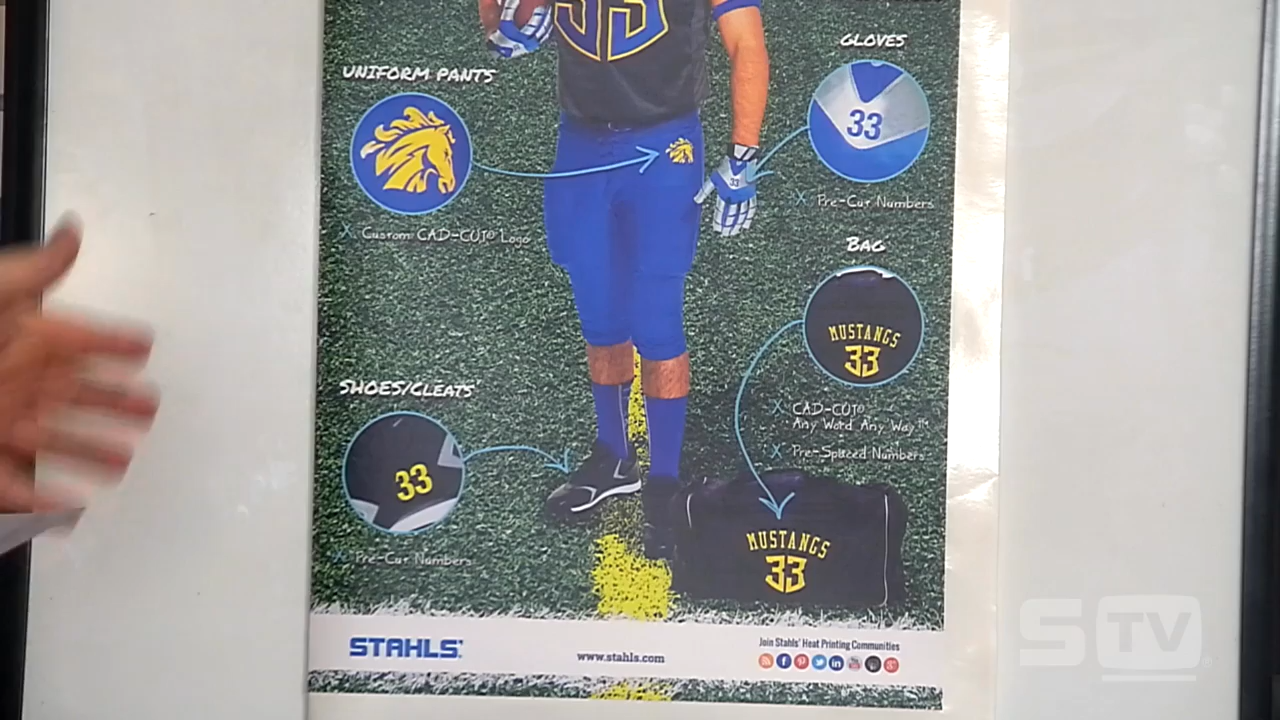 33
GLOVES
UNIFORM PANTS
33
33
X Pre-Cut Numbers
X Custom CAD-CUT® Logo
BAG
MUSTANGS
33
SHOES/CLEATS
X CAD-CUT®
Any Word Any Way™
X Pre-Spaced Numbers
33
MUSTANGS
33
X Pre-Cut Numbers
STAHLS'
www.stahls.com
Join Stahls' Heat Printing Communities
STV